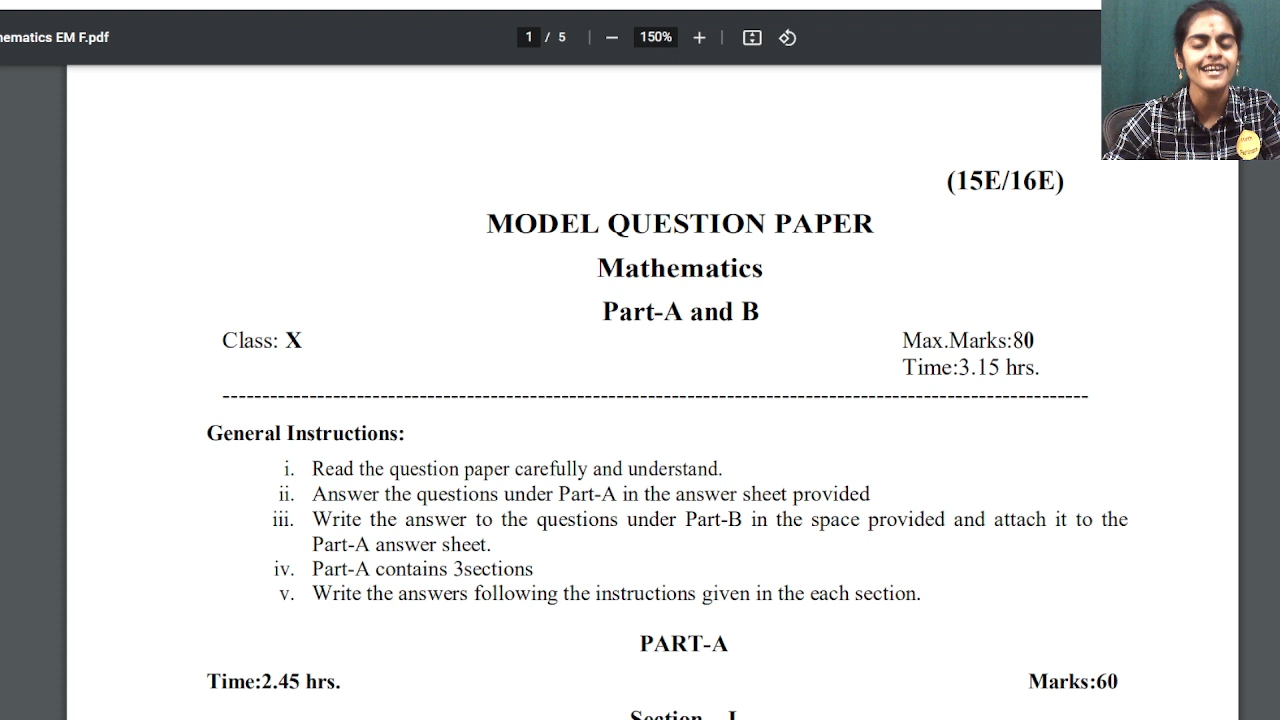 ematics EM F.pdf
1 / 5
150%
(15E/16E)
MODEL QUESTION PAPER
Mathematics
Part-A and B
Class: X
Max.Marks:80
Time:3.15 hrs.
General Instructions:
i. Read the question paper carefully and understand.
ii. Answer the questions under Part-A in the answer sheet provided
iii. Write the answer to the questions under Part-B in the space provided and attach it to the
Part-A answer sheet.
iv. Part-A contains 3sections
v. Write the answers following the instructions given in the each section.
PART-A
Time:2.45 hrs.
Marks:60
Section I